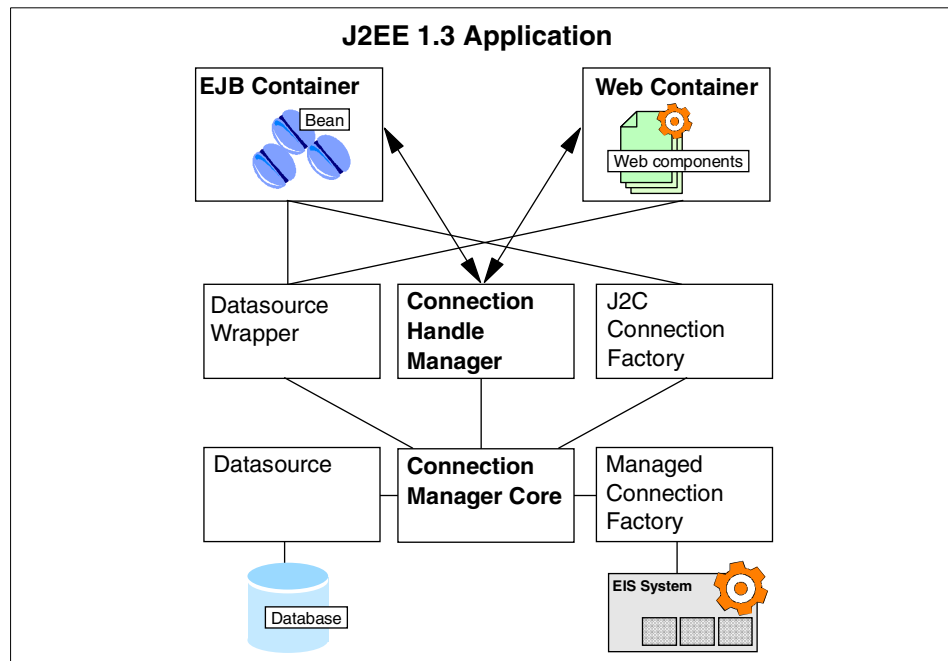 J2EE 1.3 Application
EJB Container
Bean
Web Container
Web components
Datasource
Wrapper
Connection
Handle
Manager
J2C
Connection
Factory
Datasource
Connection
Manager Core
Managed
Connection
Factory
Database
EIS System